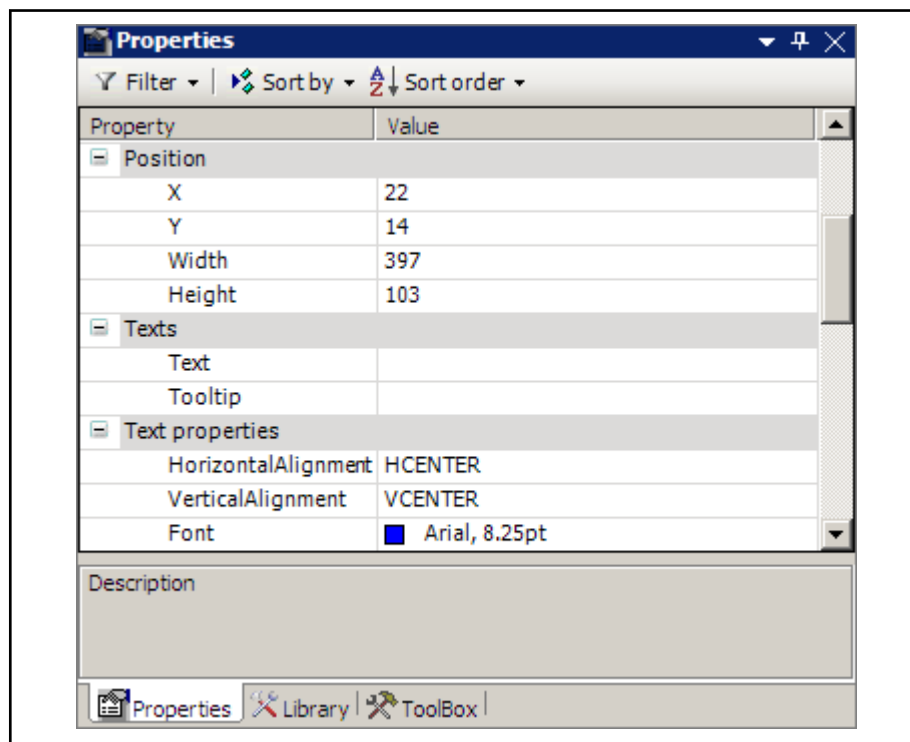 Properties
Filter Sort by Sort order
Property Value
Position
X 22
Y 14
Width 397
Height 103
Texts
Text
Tooltip
Text properties
HorizontalAlignment HCENTER
VerticalAlignment VCENTER
Font Arial, 8.25pt
Description
Properties Library ToolBox